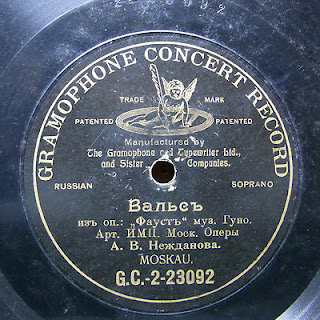 GRAMOPHONE CONCERT RECORD
TRADE MARK
PATENTED PATENTED
Manufactured by
The Gramophone and Typewriter Ltd.,
and Sister Companies.
RUSSIAN SOPRANO
Вальсъ
изъ оп.: „Фаустъ" муз. Гуно.
Арт. ИМП. Моск. Оперы
А. В. Нежданова.
MOSKAU.
G.C.-2-23092